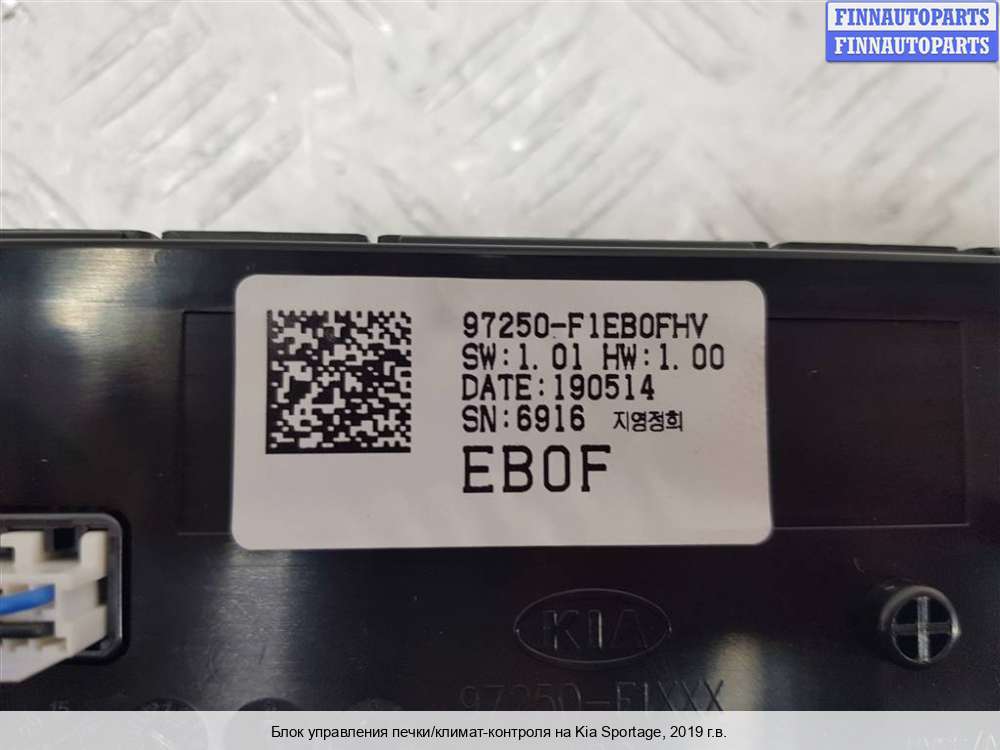 FINNAUTOPARTS
FINNAUTOPARTS
97250-F1EB0FHV
SW:1.01 HW:1.00
DATE:190514
SN:6916 지영정희
EB0F
KIA
97250-F1XXX
Блок управления печки/климат-контроля на Kia Sportage, 2019 г.в.